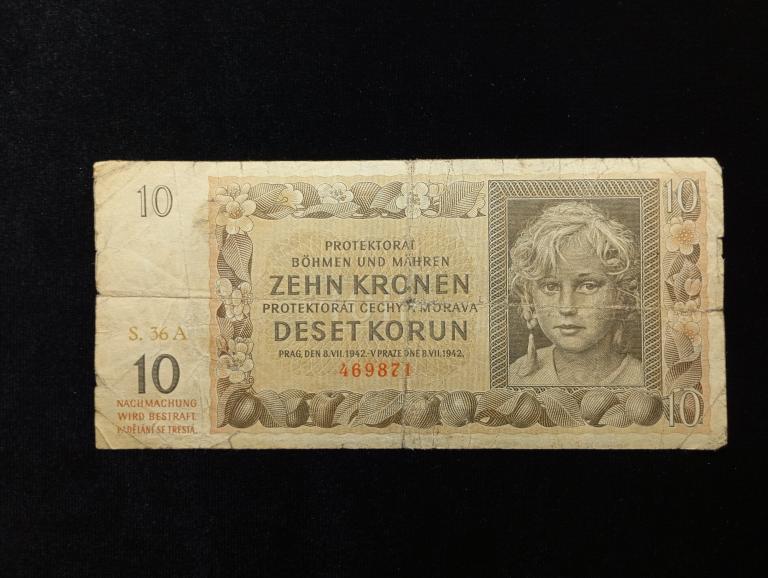 10
10
PROTEKTORAT
BÖHMEN UND MÄHREN
ZEHN KRONEN
PROTEKTORÁT ČECHY A MORAVA
DESET KORUN
PRAG, DEN 8. VII. 1942.-V PRAZE DNE 8. VII. 1942.
469871
S. 36 A
10
NACHMACHUNG
WIRD BESTRAFT.
PADĚLÁNÍ SE TRESTÁ.
10